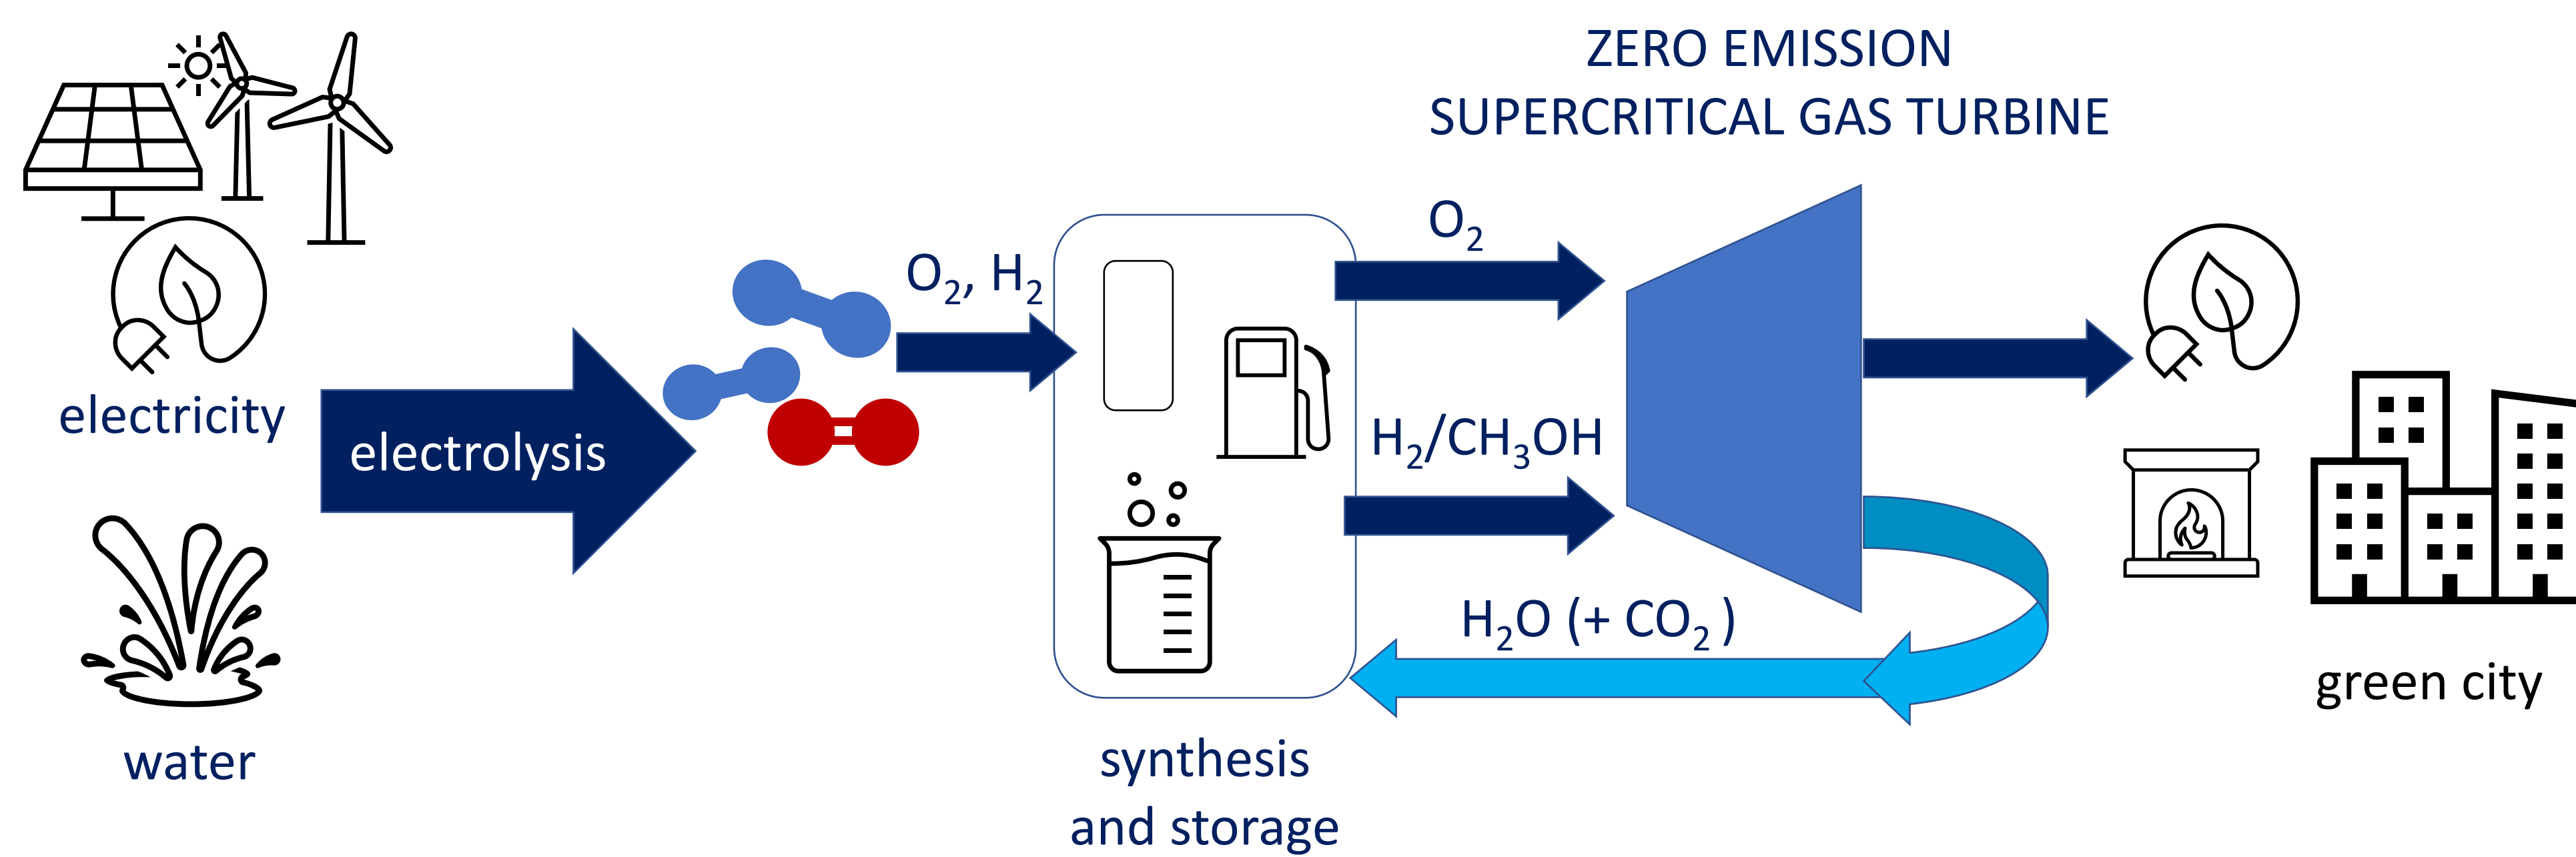 ZERO EMISSION
SUPERCRITICAL GAS TURBINE
electricity
water
electrolysis
O₂, H₂
synthesis
and storage
O₂
H₂/CH₃OH
H₂O (+ CO₂ )
green city